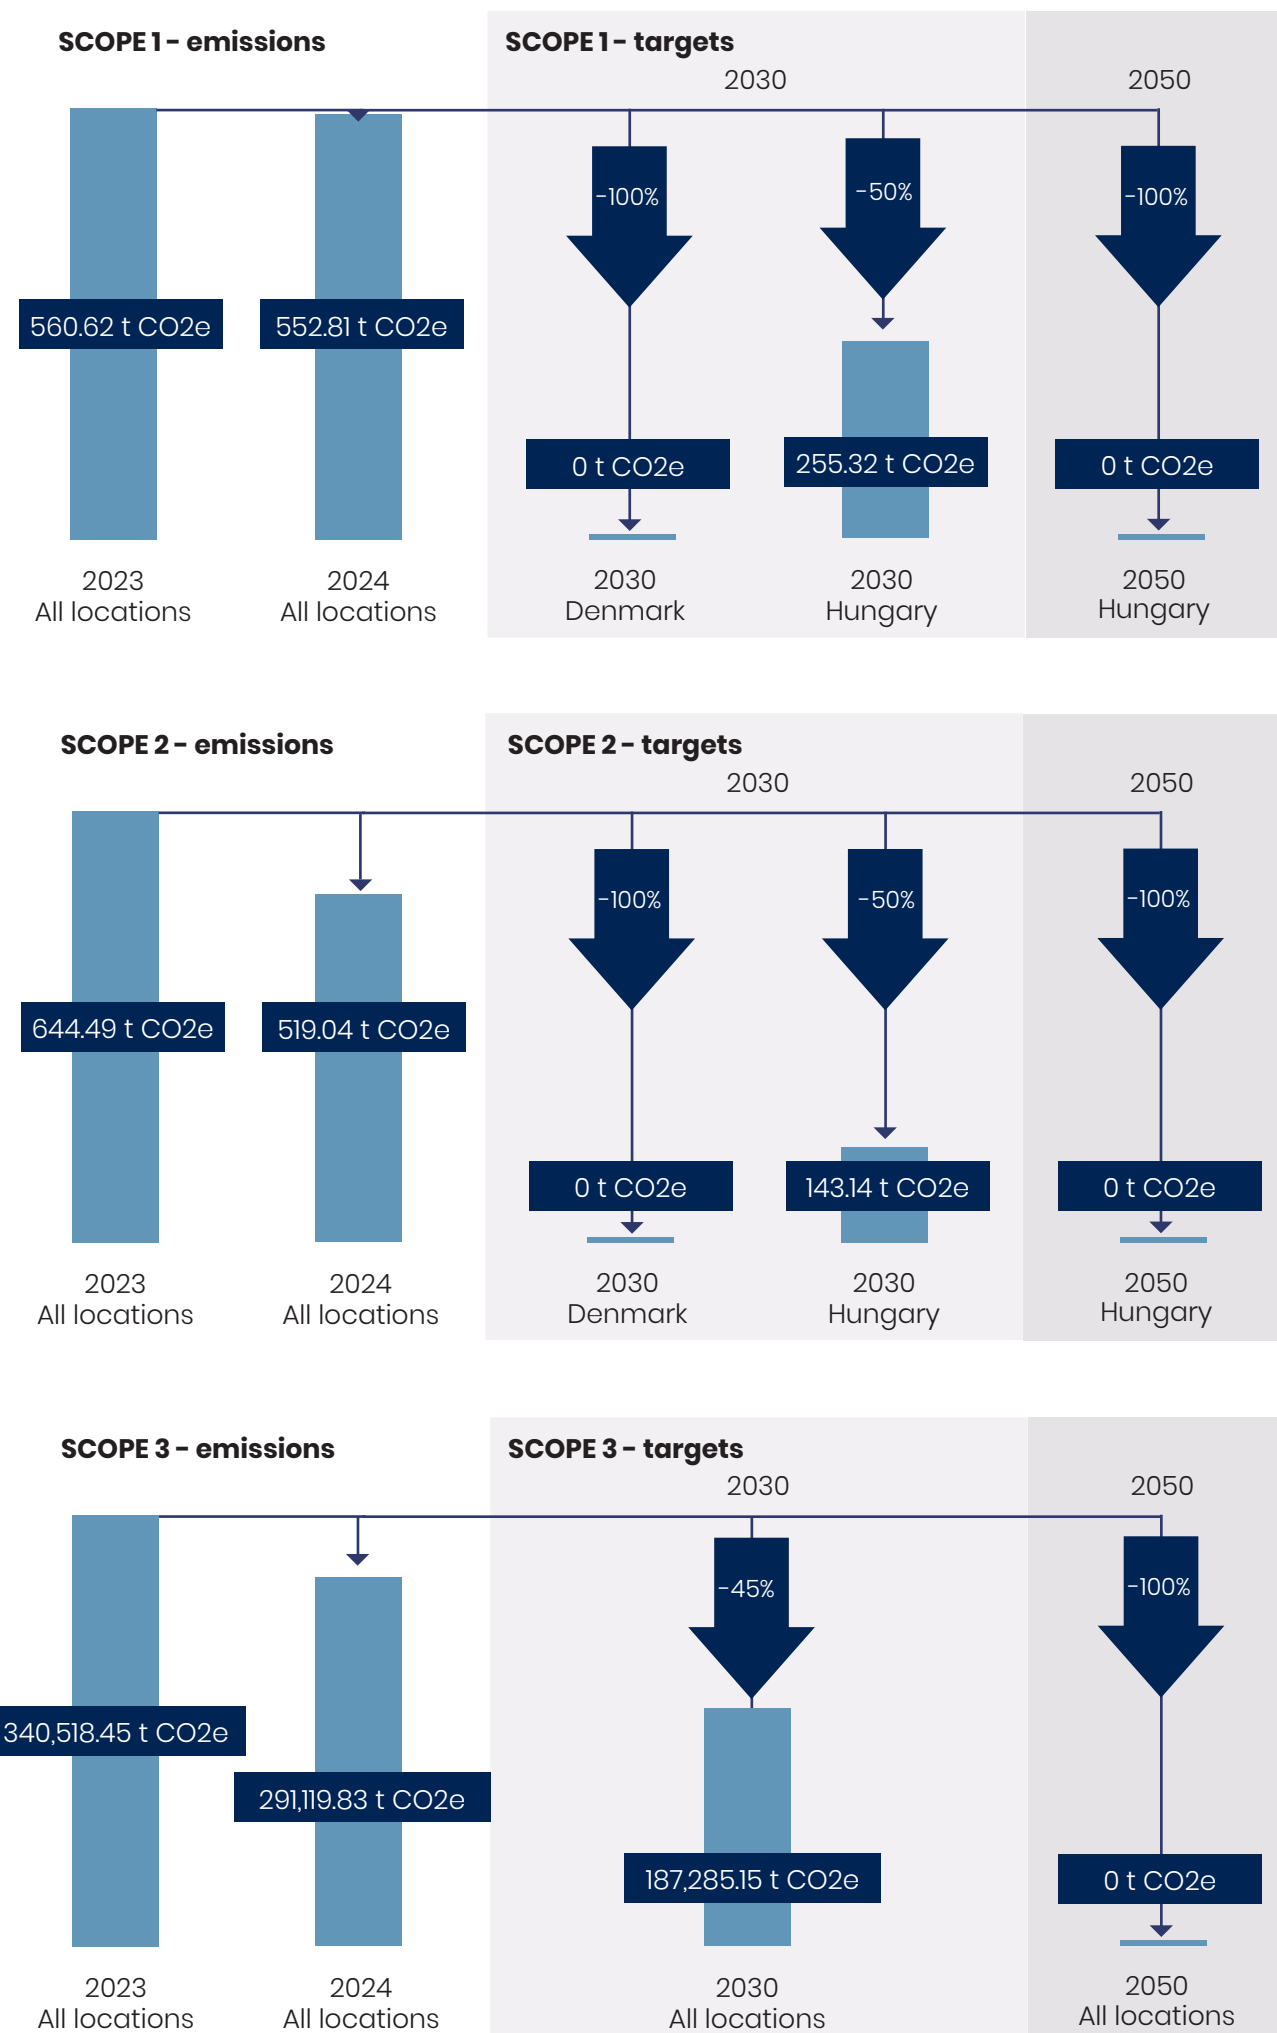 SCOPE 1 - emissions
SCOPE 1 - targets
2030
2050
-100%
-50%
-100%
560.62 t CO2e
552.81 t CO2e
0 t CO2e
255.32 t CO2e
0 t CO2e
2023
All locations
2024
All locations
2030
Denmark
2030
Hungary
2050
Hungary
SCOPE 2 - emissions
SCOPE 2 - targets
2030
2050
-100%
-50%
-100%
644.49 t CO2e
519.04 t CO2e
0 t CO2e
143.14 t CO2e
0 t CO2e
2023
All locations
2024
All locations
2030
Denmark
2030
Hungary
2050
Hungary
SCOPE 3 - emissions
SCOPE 3 - targets
2030
2050
-45%
-100%
340,518.45 t CO2e
291,119.83 t CO2e
187,285.15 t CO2e
0 t CO2e
2023
All locations
2024
All locations
2030
All locations
2050
All locations